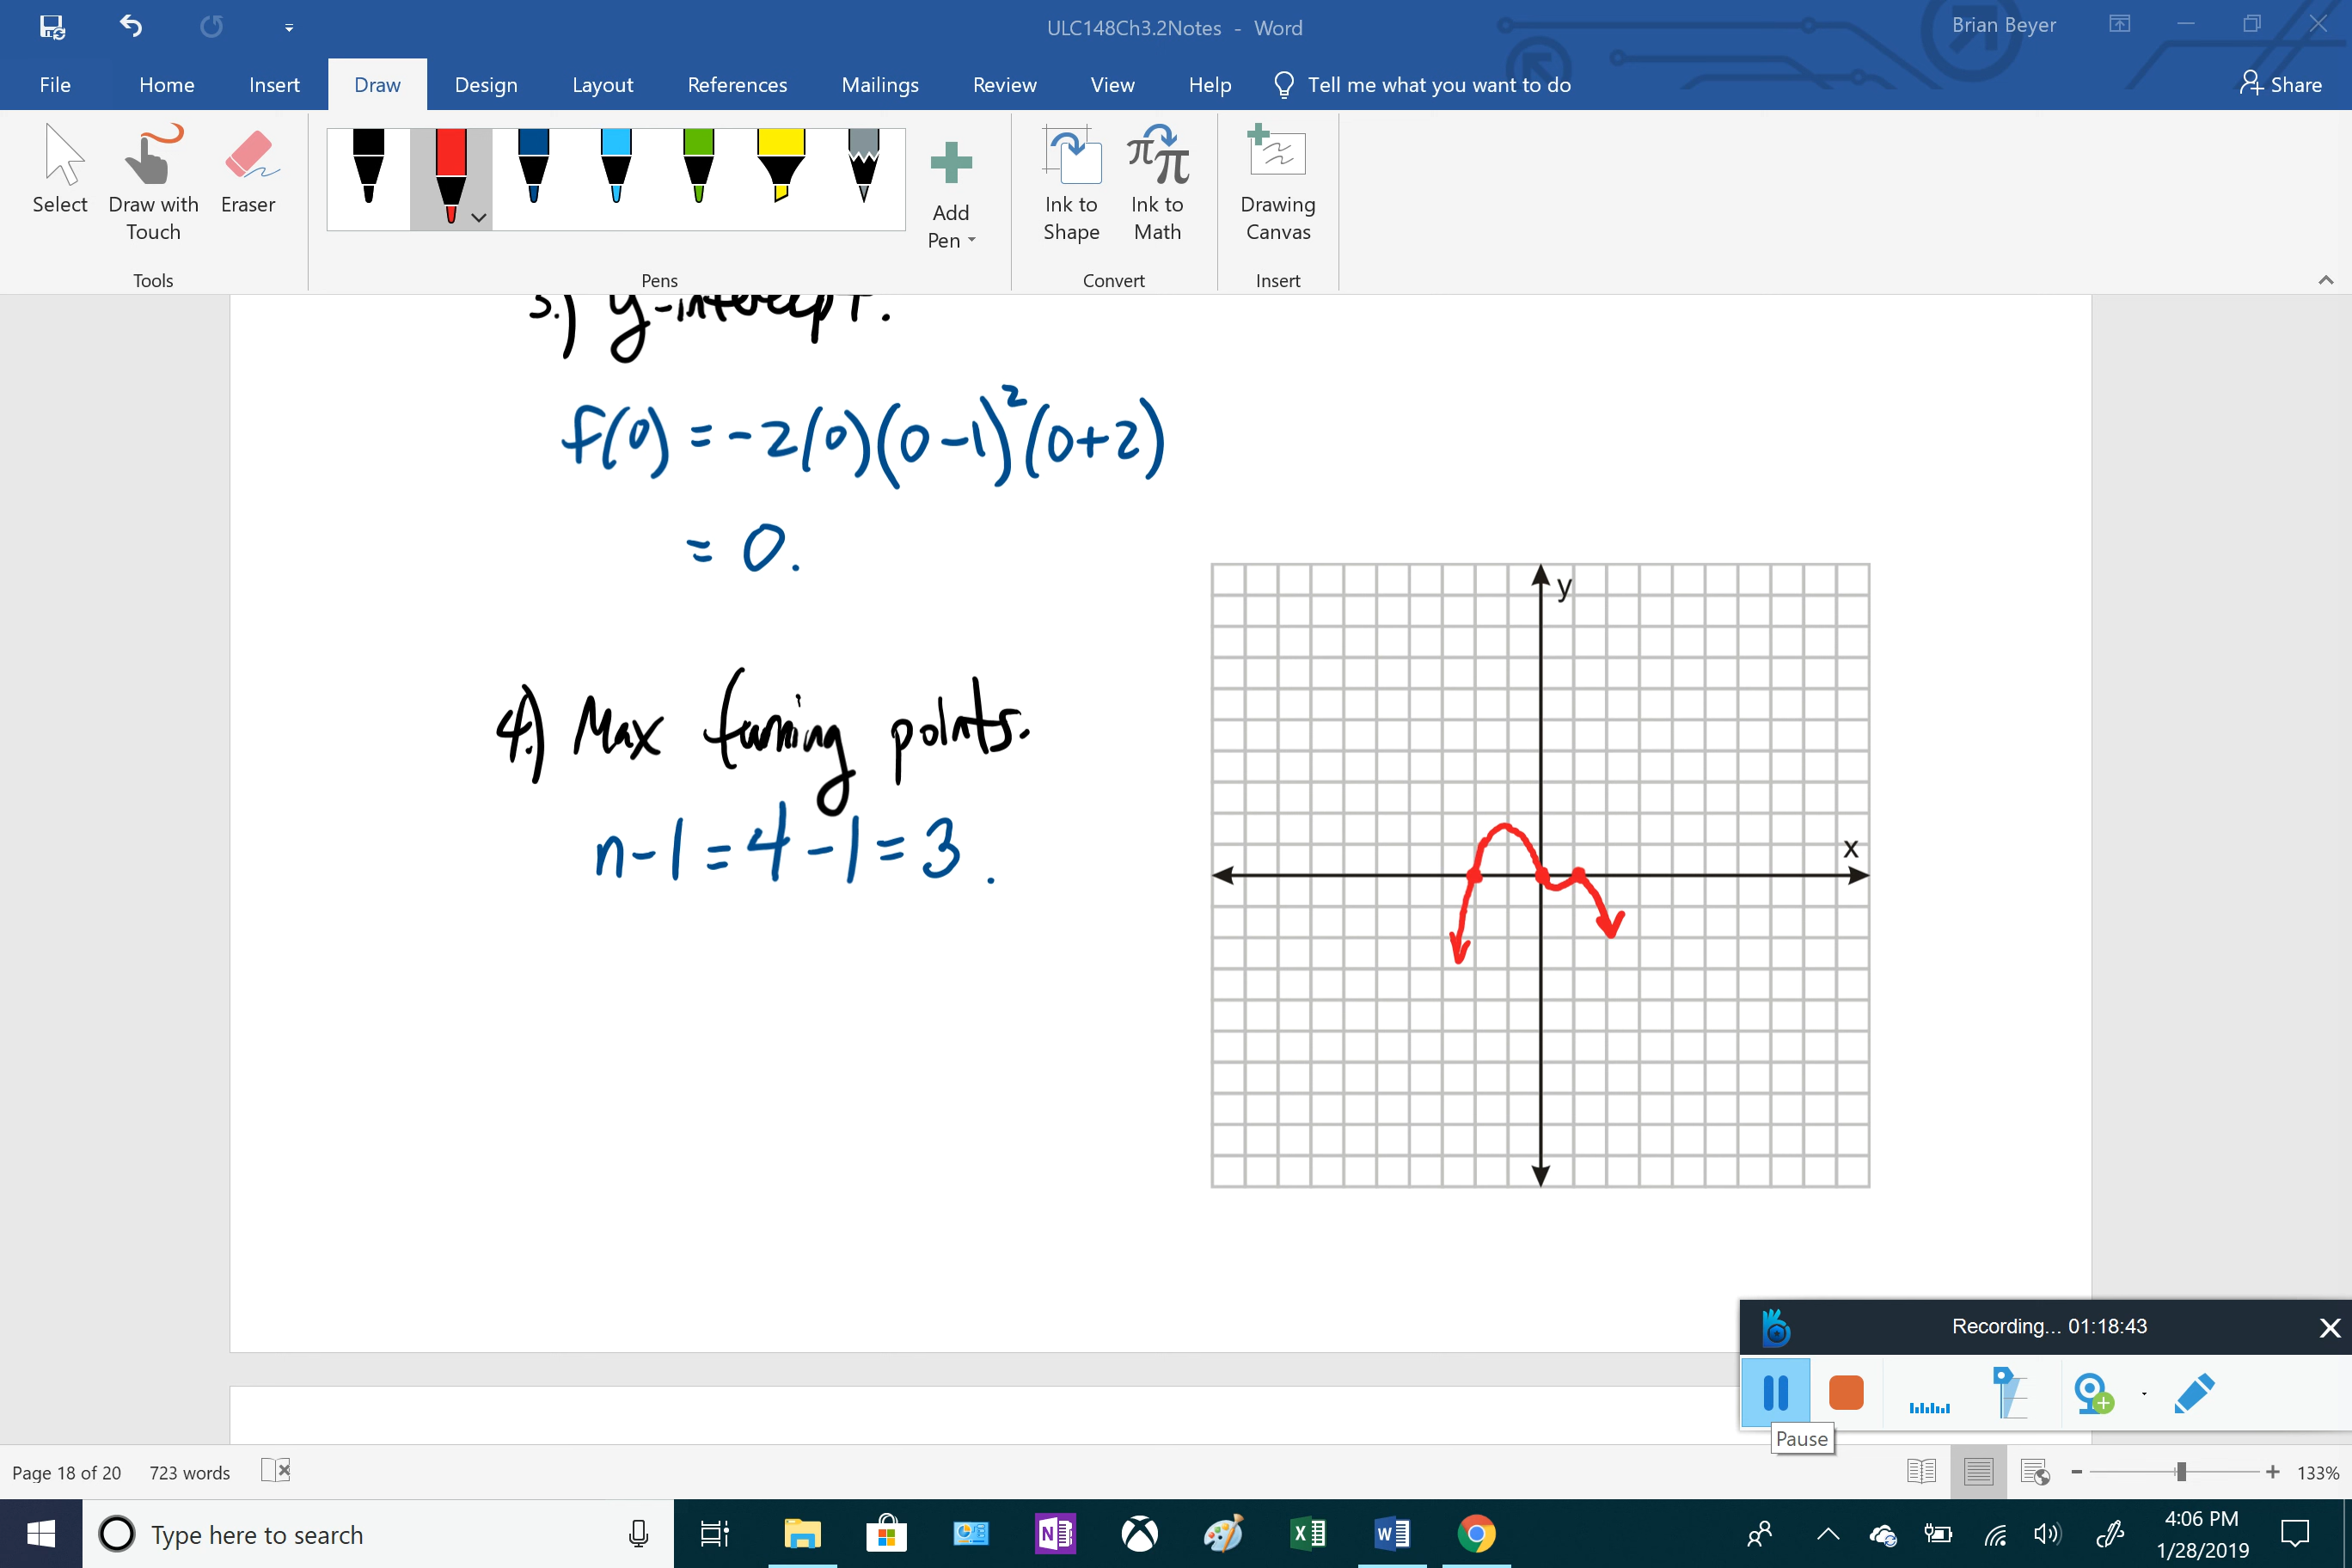 ULC148Ch3.2Notes - Word
Brian Beyer
File Home Insert Draw Design Layout References Mailings Review View Help Tell me what you want to do Share
Select Draw with Touch Eraser
Add Pen
Ink to Shape Ink to Math
Drawing Canvas
Tools Pens Convert Insert
3.) y-intercept.
f(0) = -2(0)(0-1)²(0+2)
= 0.
4.) Max turning points.
n-1 = 4-1 = 3.
y
x
Recording... 01:18:43
Pause
Page 18 of 20 723 words
133%
Type here to search
4:06 PM
1/28/2019